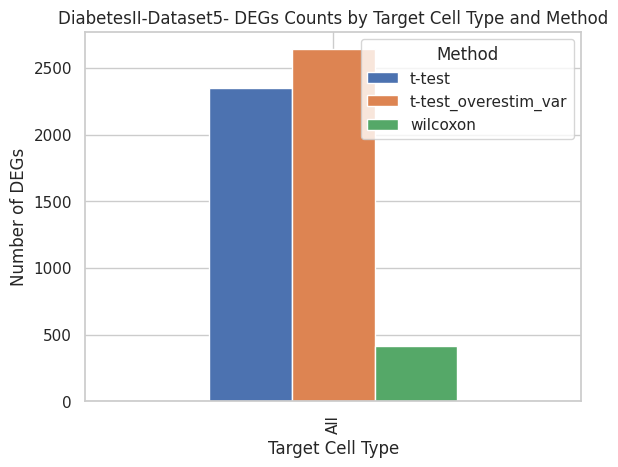 DiabetesII-Dataset5- DEGs Counts by Target Cell Type and Method
Method
t-test
t-test_overestim_var
wilcoxon
Number of DEGs
2500
2000
1500
1000
500
0
All
Target Cell Type